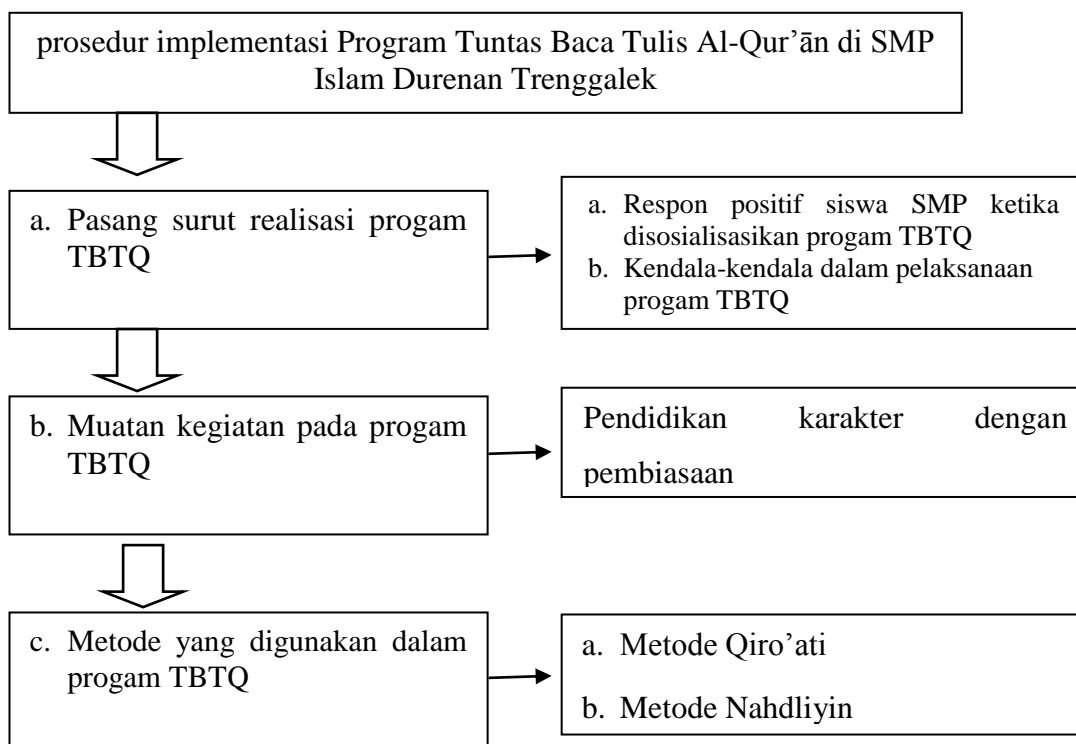 prosedur implementasi Program Tuntas Baca Tulis Al-Qur’ān di SMP
Islam Durenan Trenggalek
a. Pasang surut realisasi progam
TBTQ
a. Respon positif siswa SMP ketika
disosialisasikan progam TBTQ
b. Kendala-kendala dalam pelaksanaan
progam TBTQ
b. Muatan kegiatan pada progam
TBTQ
Pendidikan karakter dengan
pembiasaan
c. Metode yang digunakan dalam
progam TBTQ
a. Metode Qiro’ati
b. Metode Nahdliyin